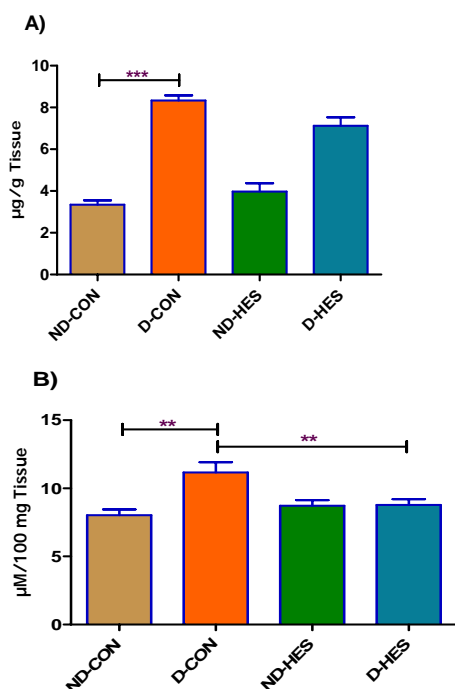 A)
***
10
8
6
4
2
0
µg/g Tissue
ND-CON
D-CON
ND-HES
D-HES
B)
**
**
15
10
5
0
µM/100 mg Tissue
ND-CON
D-CON
ND-HES
D-HES